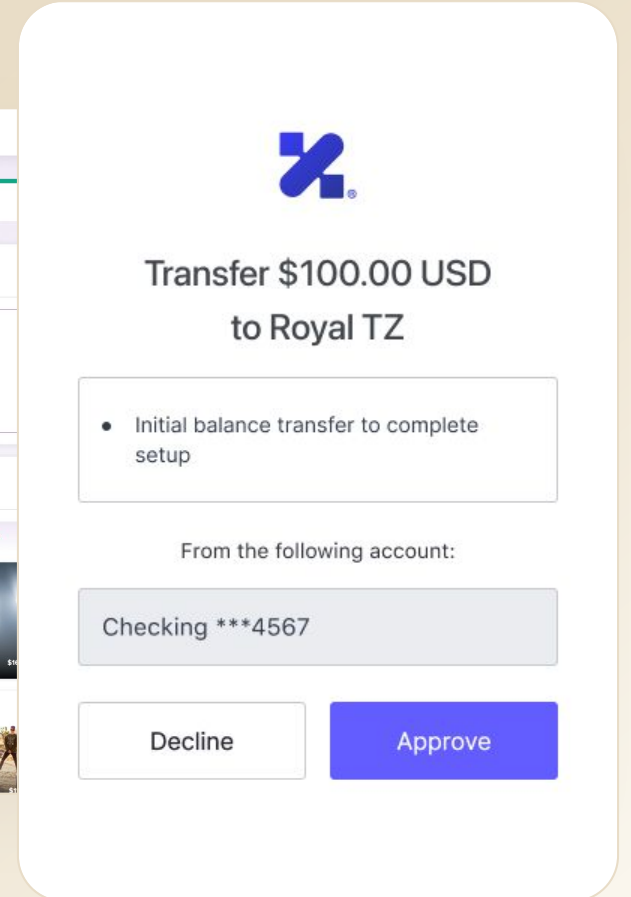 ®
Transfer $100.00 USD
to Royal TZ
• Initial balance transfer to complete
setup
From the following account:
Checking ***4567
Decline
Approve